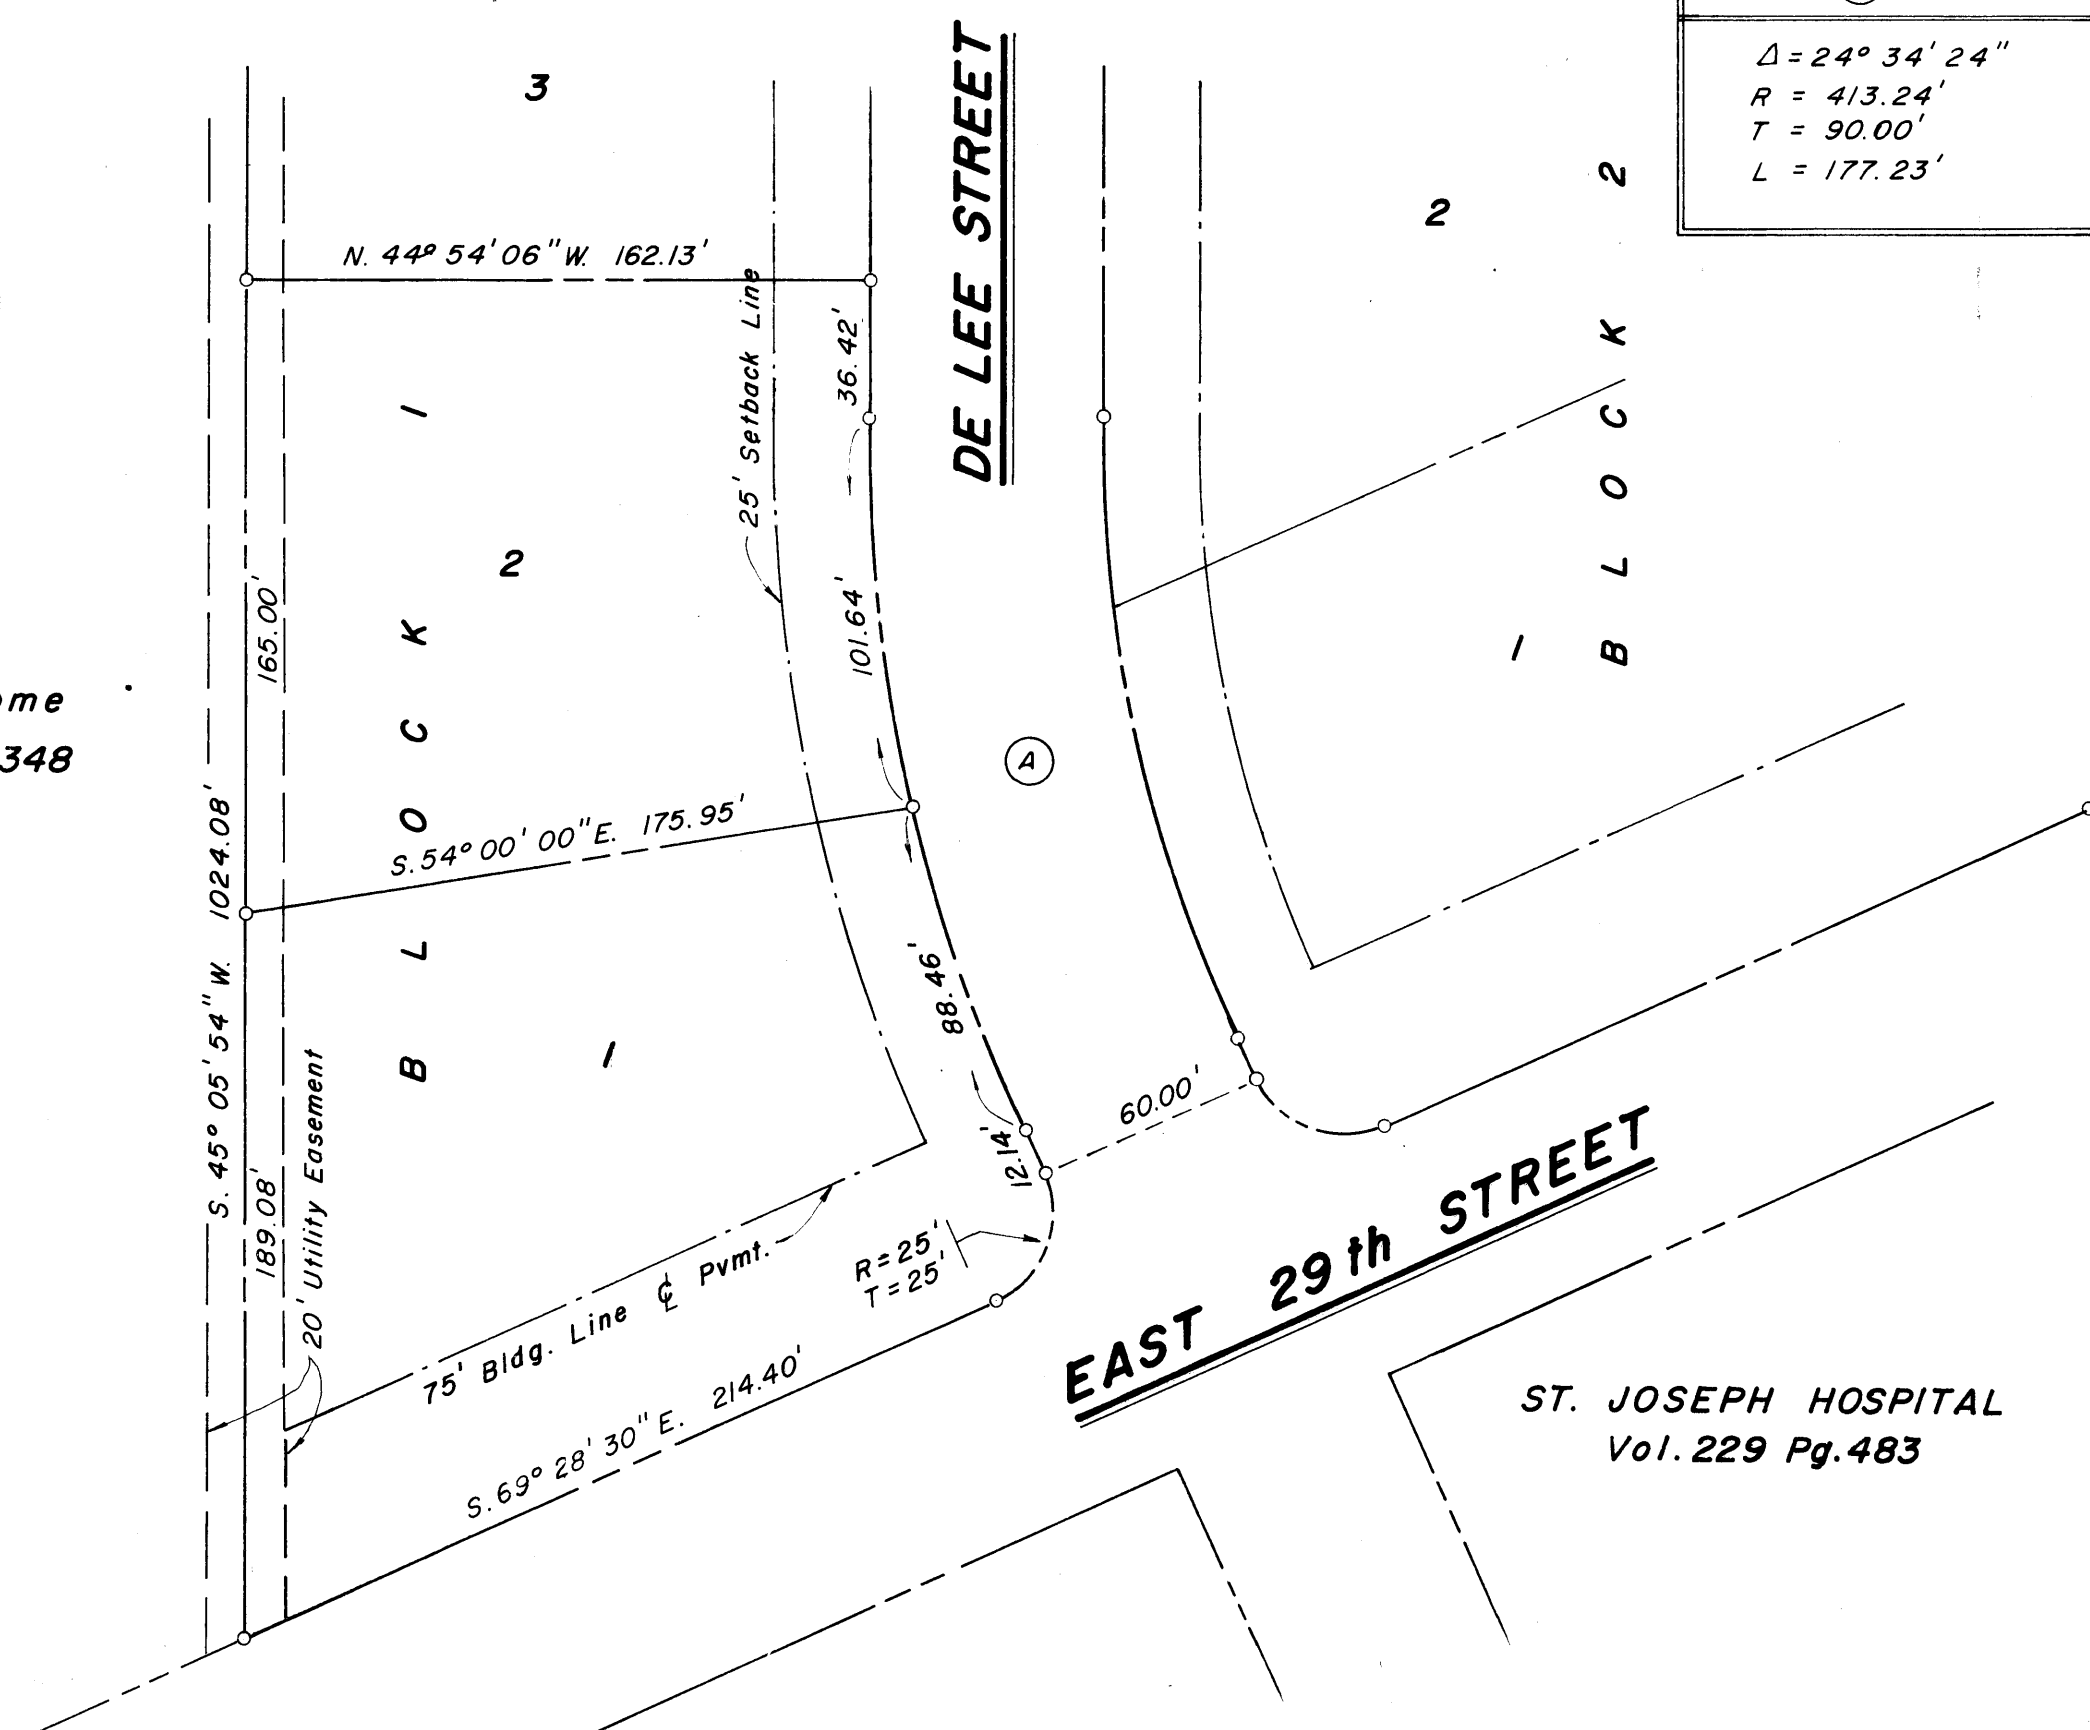 3
DE LEE STREET
Δ = 24° 34' 24"
R = 413.24'
T = 90.00'
L = 177.23'
N. 44° 54' 06" W. 162.13'
2
BLOCK 2
36.42'
25' Setback Line
BLOCK 1
2
165.00'
101.64'
1
348
A
S. 54° 00' 00" E. 175.95'
S. 45° 05' 54" W. 1024.08'
88.46'
1
60.00'
12.14'
189.08'
20' Utility Easement
R = 25'
T = 25'
75' Bldg. Line ℄ Pvmt.
EAST 29th STREET
S. 69° 28' 30" E. 214.40'
ST. JOSEPH HOSPITAL
Vol. 229 Pg. 483